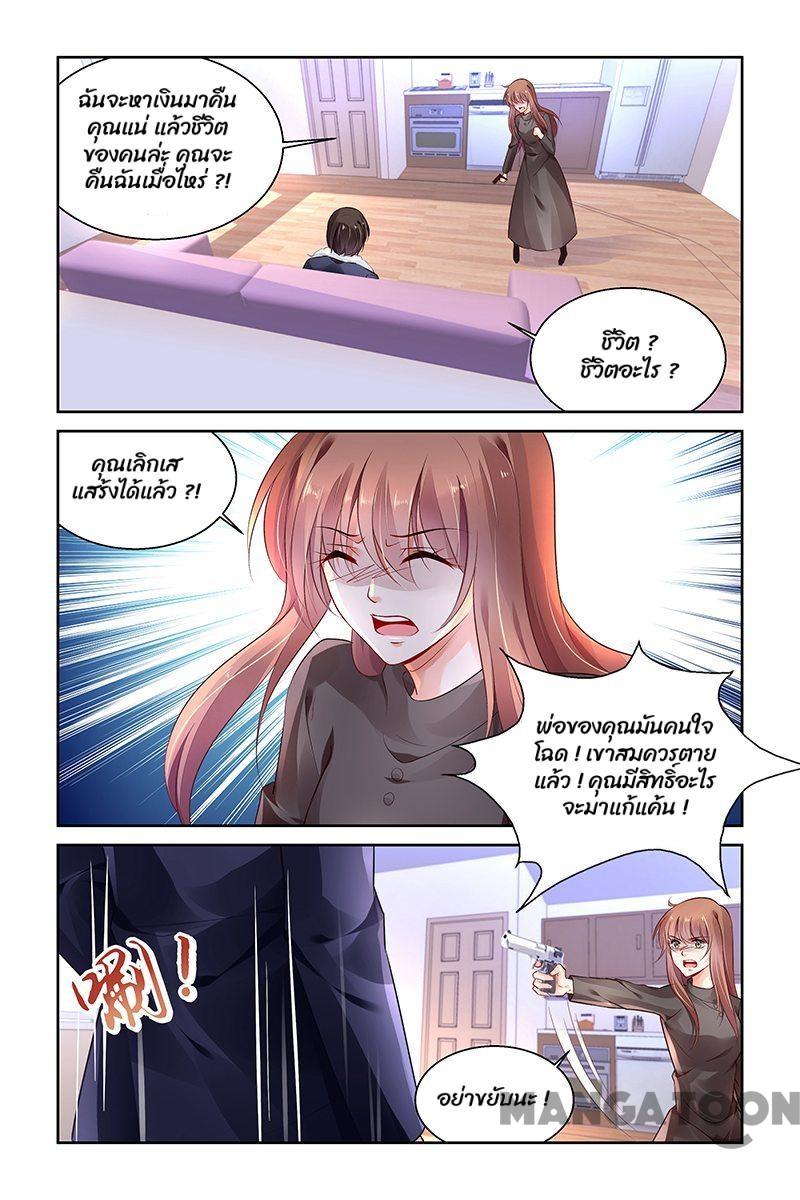 ฉันจะหาเงินมาคืน
คุณแน่ แล้วชีวิต
ของคนล่ะ คุณจะ
คืนฉันเมื่อไหร่ ?!
ชีวิต ?
ชีวิตอะไร ?
คุณเลิกเส
แสร้งได้แล้ว ?!
พ่อของคุณมันคนใจ
โฉด ! เขาสมควรตาย
แล้ว ! คุณมีสิทธิ์อะไร
จะมาแก้แค้น !
唰！
อย่าขยับนะ !
MANGATOON